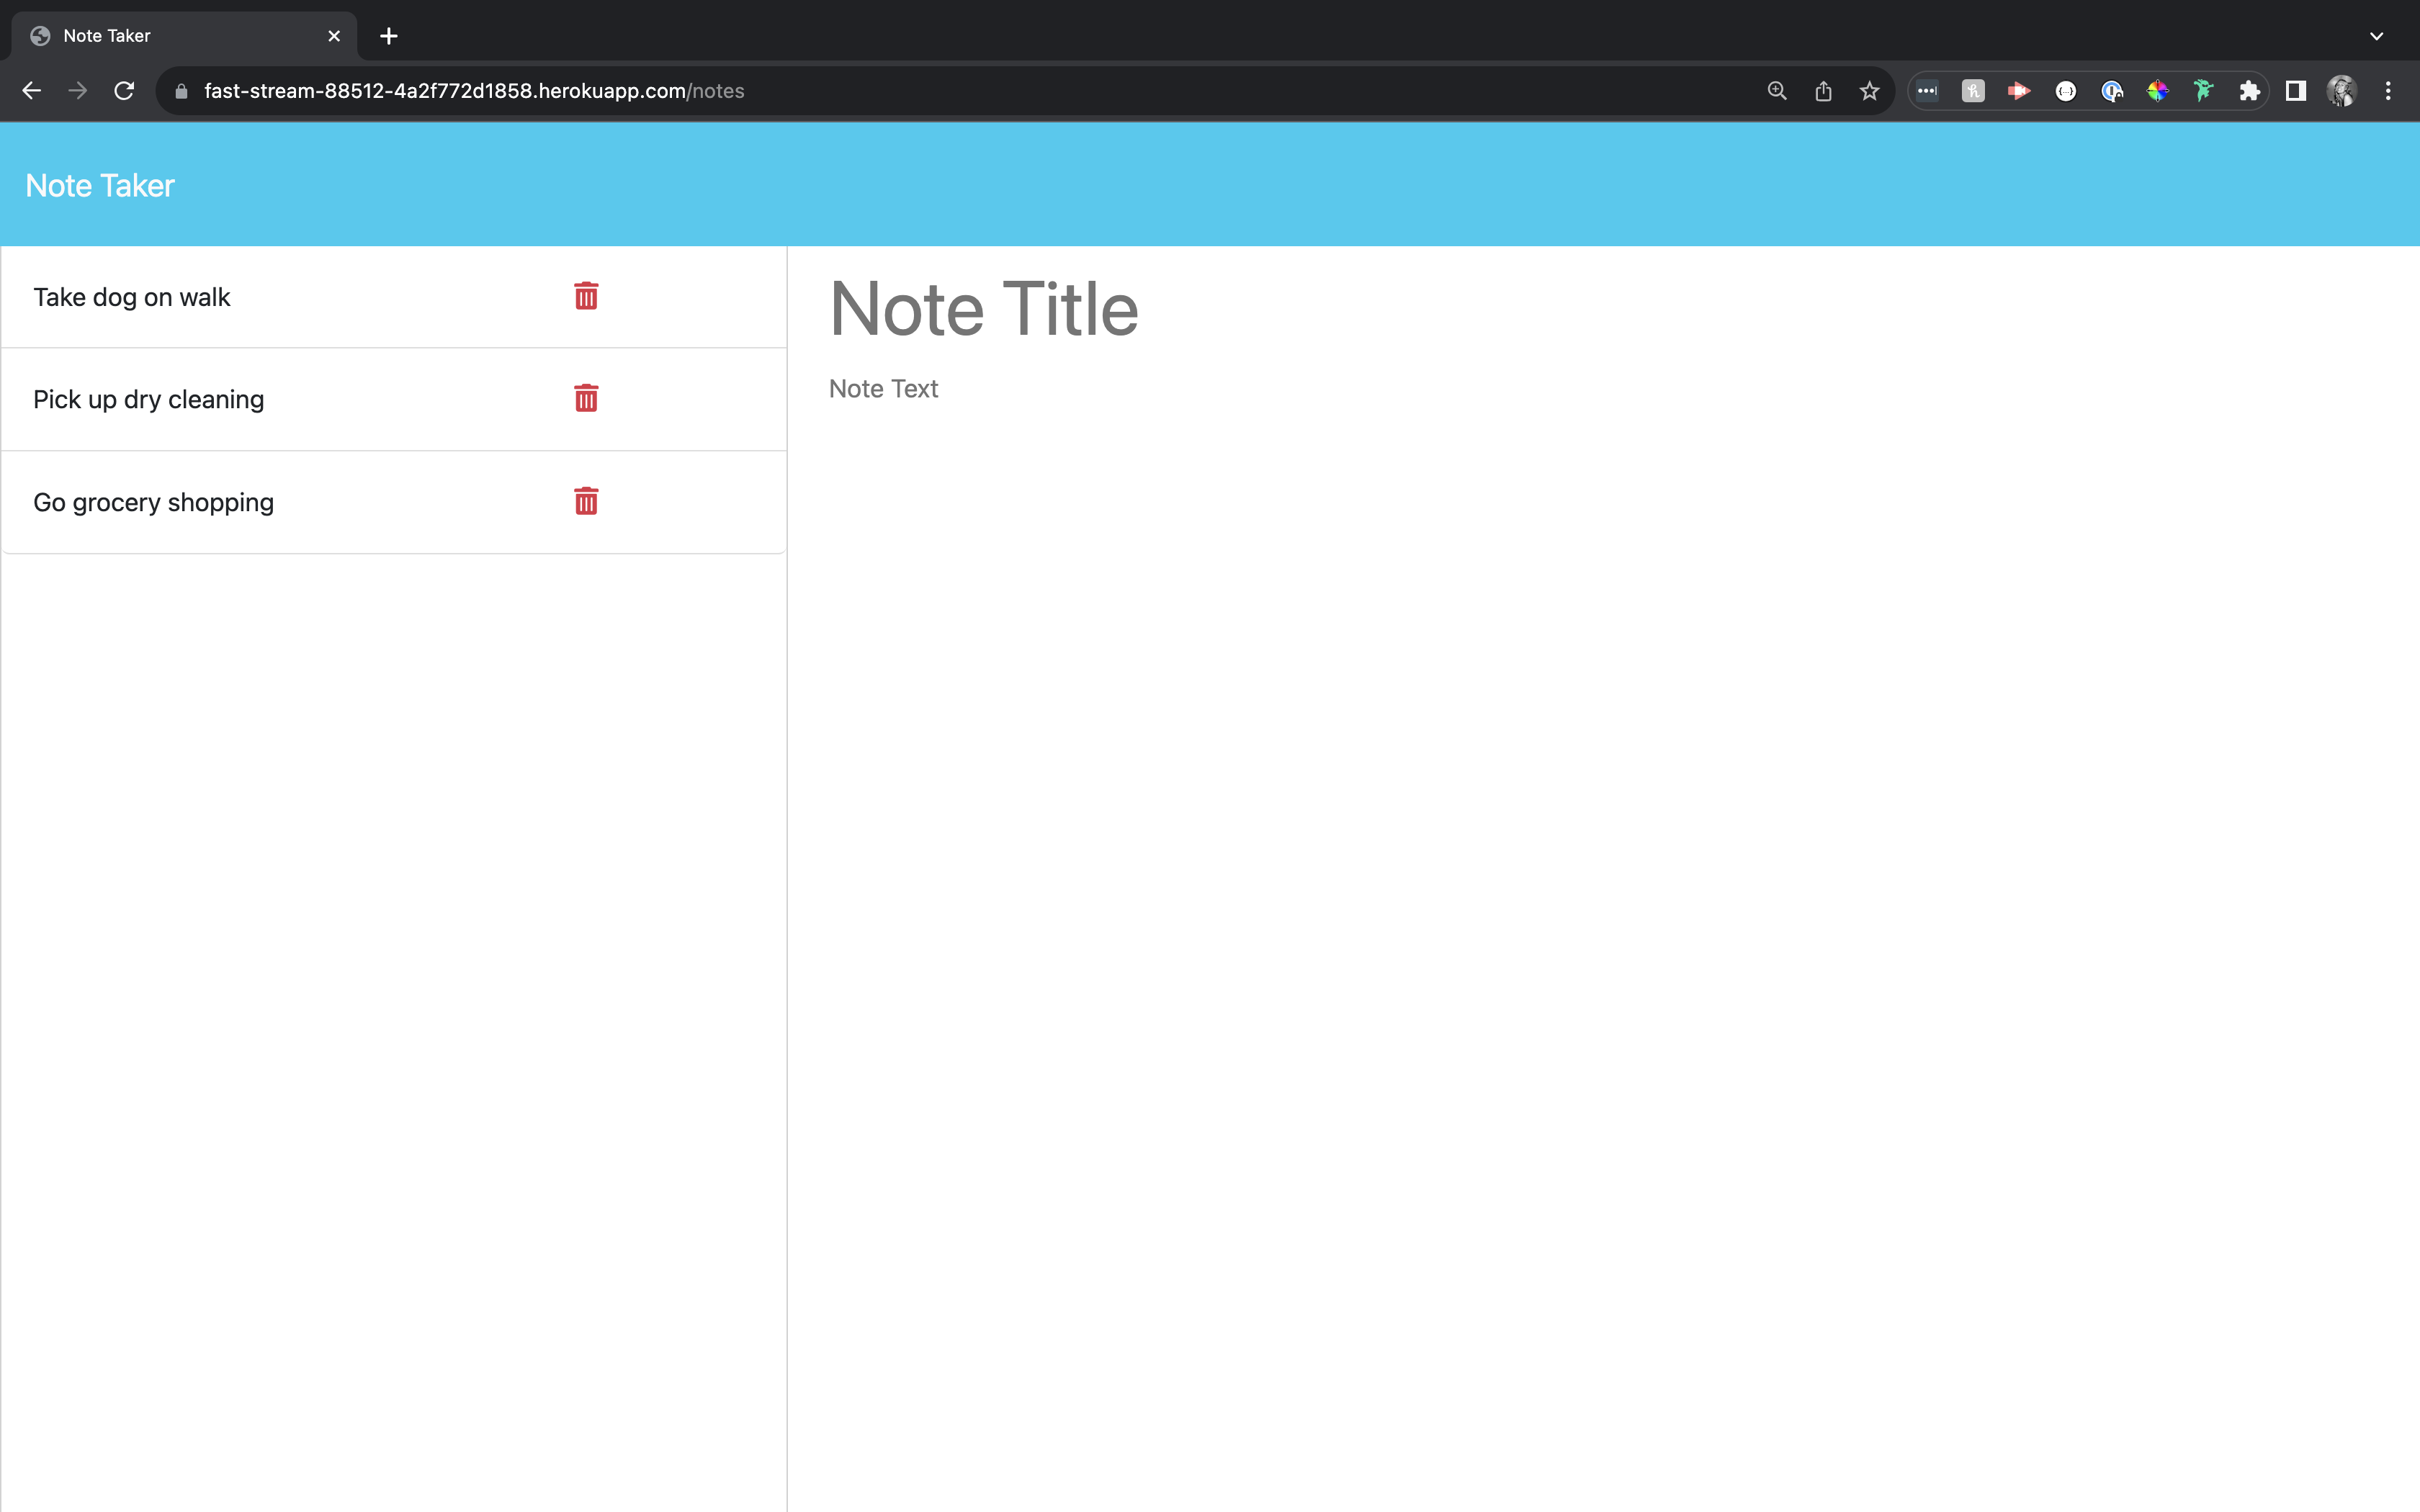 Note Taker
fast-stream-88512-4a2f772d1858.herokuapp.com/notes
Note Taker
Take dog on walk
Pick up dry cleaning
Go grocery shopping
Note Title
Note Text